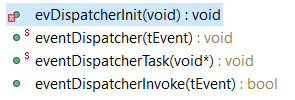 evDispatcherInit(void) : void
S eventDispatcher(tEvent) : void
S eventDispatcherTask(void*) : void
eventDispatcherInvoke(tEvent) : bool